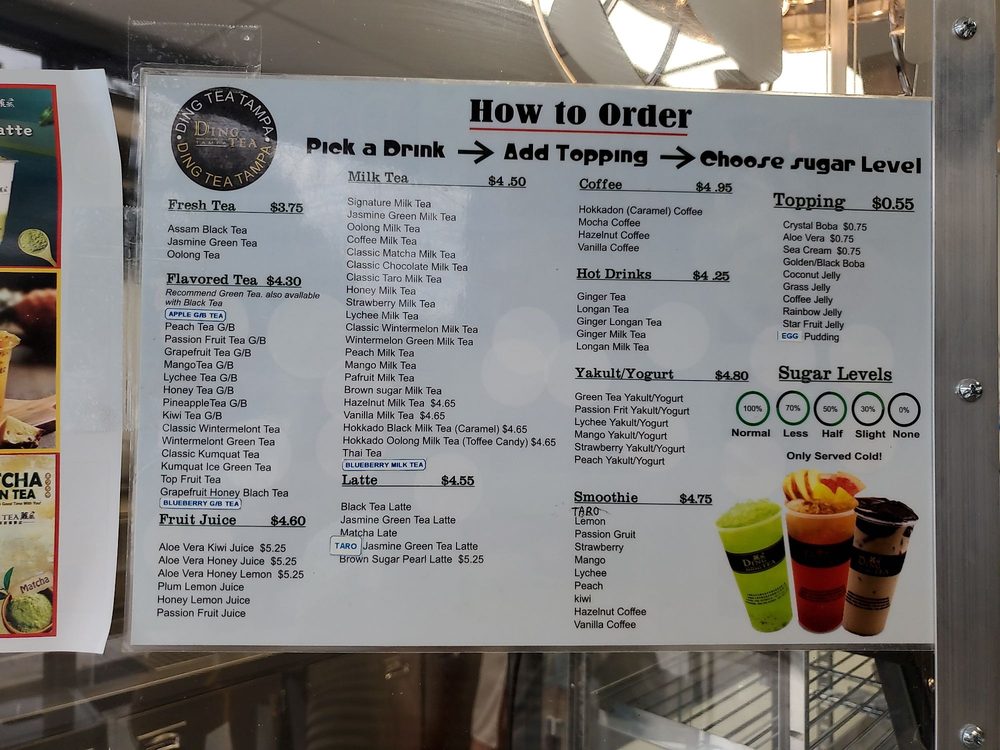 atte
CHA
N TEA
Good Time With You!
TEA
Matcha
DING TEA TAMPA
DING TEA
TAMPA
DING TEA TAMPA
How to Order
Pick a Drink → Add Topping → Choose sugar Level
Fresh Tea $3.75
Assam Black Tea
Jasmine Green Tea
Oolong Tea
Flavored Tea $4.30
Recommend Green Tea. also available
with Black Tea
APPLE G/B TEA
Peach Tea G/B
Passion Fruit Tea G/B
Grapefruit Tea G/B
MangoTea G/B
Lychee Tea G/B
Honey Tea G/B
PineappleTea G/B
Kiwi Tea G/B
Classic Wintermelont Tea
Wintermelont Green Tea
Classic Kumquat Tea
Kumquat Ice Green Tea
Top Fruit Tea
Grapefruit Honey Blach Tea
BLUEBERRY G/B TEA
Fruit Juice $4.60
Aloe Vera Kiwi Juice $5.25
Aloe Vera Honey Juice $5.25
Aloe Vera Honey Lemon $5.25
Plum Lemon Juice
Honey Lemon Juice
Passion Fruit Juice
Milk Tea $4 .50
Signature Milk Tea
Jasmine Green Milk Tea
Oolong Milk Tea
Coffee Milk Tea
Classic Matcha Milk Tea
Classic Chocolate Milk Tea
Classic Taro Milk Tea
Honey Milk Tea
Strawberry Milk Tea
Lychee Milk Tea
Classic Wintermelon Milk Tea
Wintermelon Green Milk Tea
Peach Milk Tea
Mango Milk Tea
Pafruit Milk Tea
Brown sugar Milk Tea
Hazelnut Milk Tea $4.65
Vanilla Milk Tea $4.65
Hokkado Black Milk Tea (Caramel) $4.65
Hokkado Oolong Milk Tea (Toffee Candy) $4.65
Thai Tea
BLUEBERRY MILK TEA
Latte $4.55
Black Tea Latte
Jasmine Green Tea Latte
Matcha Late
TARO Jasmine Green Tea Latte
Brown Sugar Pearl Latte $5.25
Coffee $4 .95
Hokkadon (Caramel) Coffee
Mocha Coffee
Hazelnut Coffee
Vanilla Coffee
Hot Drinks $4 .25
Ginger Tea
Longan Tea
Ginger Longan Tea
Ginger Milk Tea
Longan Milk Tea
Yakult/Yogurt $4.80
Green Tea Yakult/Yogurt
Passion Frit Yakult/Yogurt
Lychee Yakult/Yogurt
Mango Yakult/Yogurt
Strawberry Yakult/Yogurt
Peach Yakult/Yogurt
Smoothie $4.75
TARO
Lemon
Passion Gruit
Strawberry
Mango
Lychee
Peach
kiwi
Hazelnut Coffee
Vanilla Coffee
Topping $0.55
Crystal Boba $0.75
Aloe Vera $0.75
Sea Cream $0.75
Golden/Black Boba
Coconut Jelly
Grass Jelly
Coffee Jelly
Rainbow Jelly
Star Fruit Jelly
EGG Pudding
Sugar Levels
100% 70% 50% 30% 0%
Normal Less Half Slight None
Only Served Cold!
DING TEA